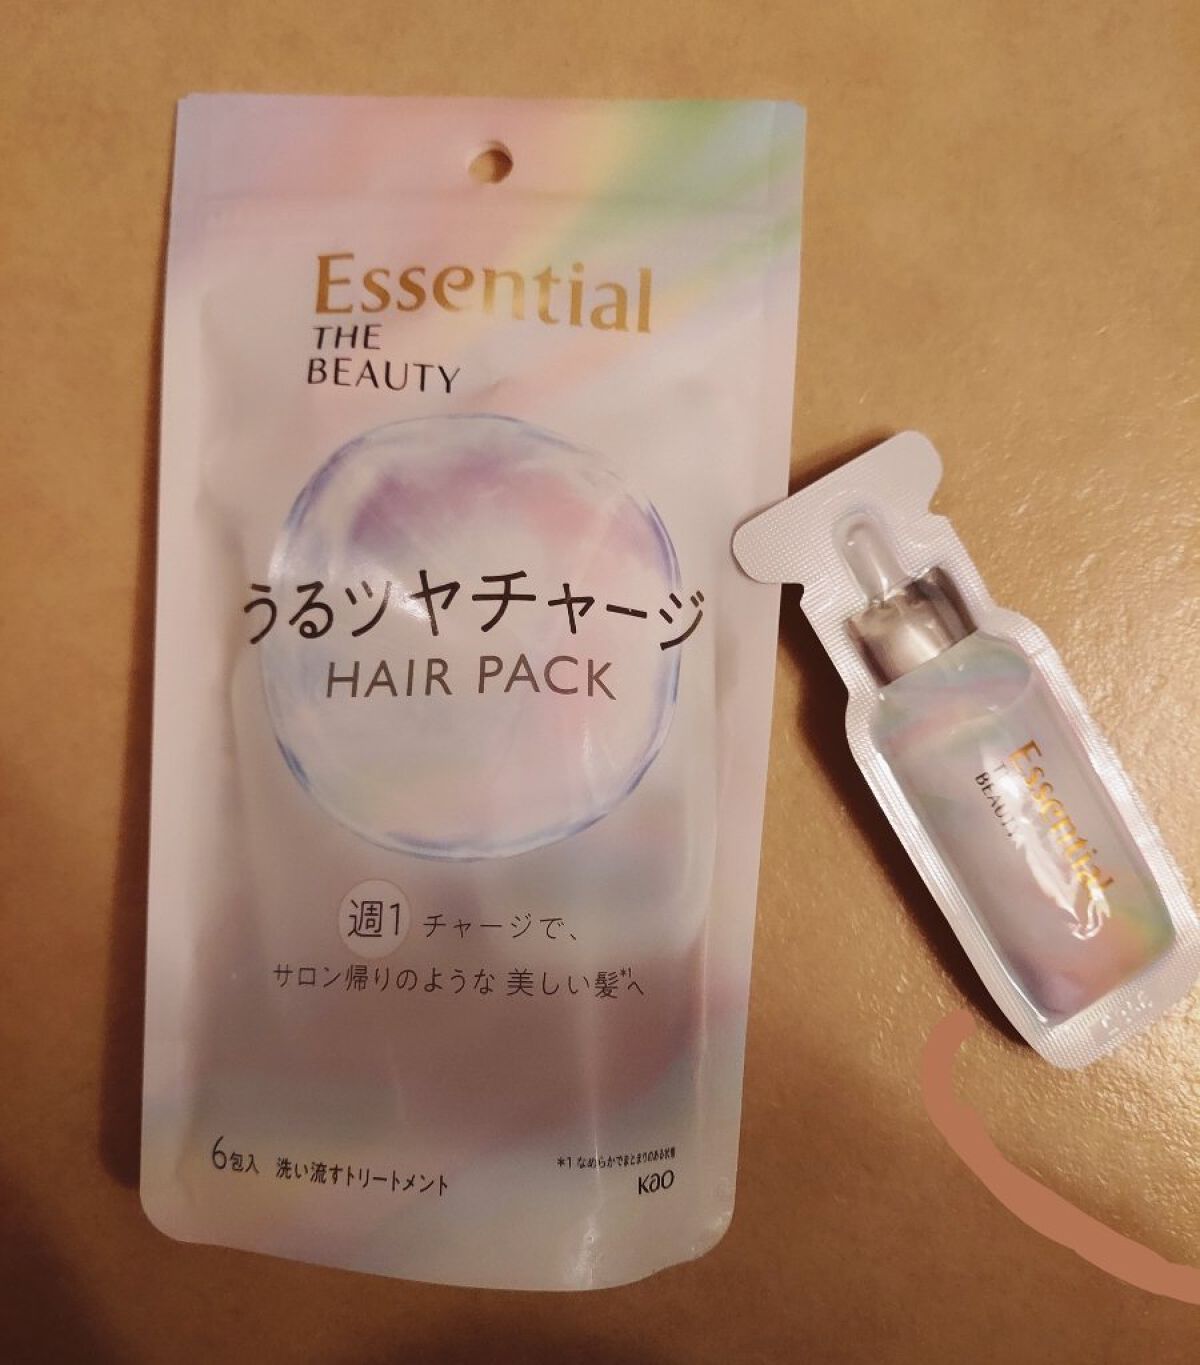 Essential
THE
BEAUTY
うるツヤチャージ
HAIR PACK
週1 チャージで、
サロン帰りのような 美しい髪*1へ
6包入 洗い流すトリートメント
*1 なめらかでまとまりのある状態
Kao
Essential
BEAUTY